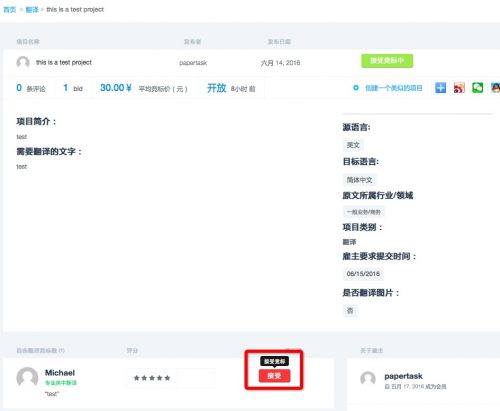 首页 > 翻译 > this is a test project
项目名称 发布者 发布日期
this is a test project papertask 六月 14, 2016 接受竞标中
0 条评论 1 bid 30.00 ¥ 平均竞标价（元） 开放 8小时 前 创建一个类似的项目
项目简介：
test
需要翻译的文字：
test
源语言:
英文
目标语言:
简体中文
原文所属行业/领域
一般业务/商务
项目类别：
翻译
雇主要求提交时间：
06/15/2016
是否翻译图片：
否
评分
关于雇主
接受竞标
Michael
专业英中翻译
"test"
接受
papertask
自 五月 17, 2016 成为会员